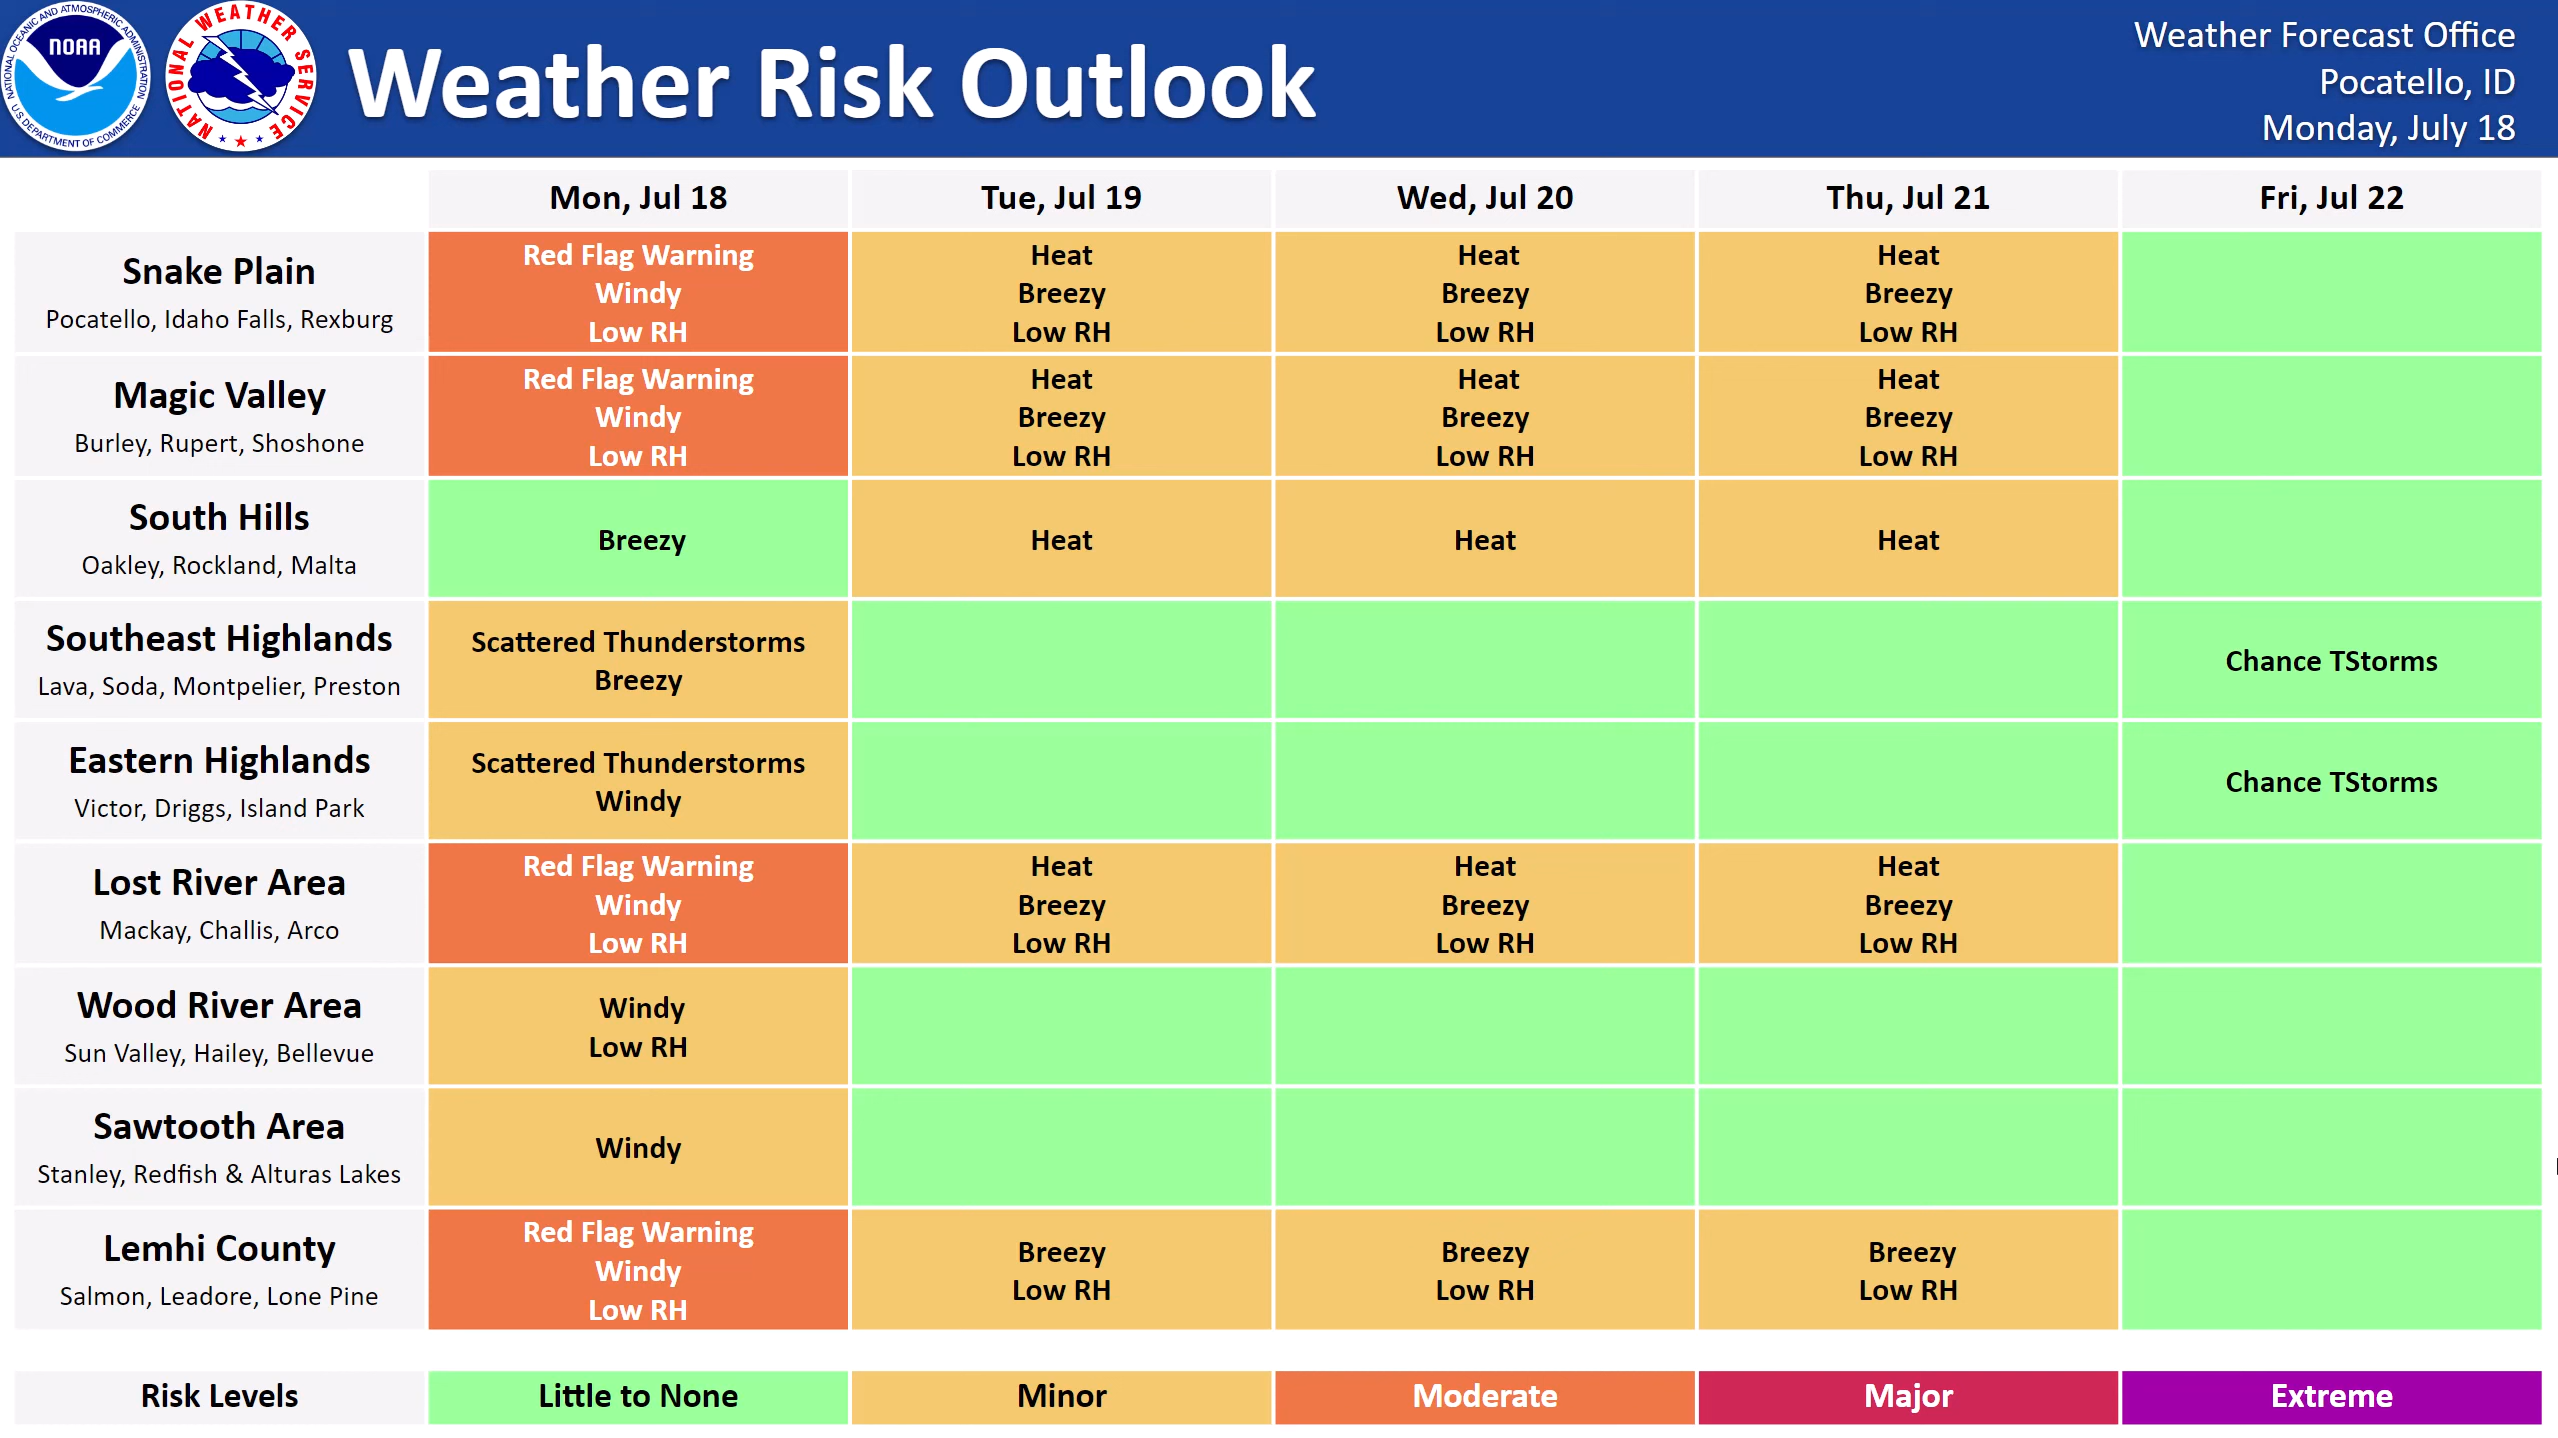 NATIONAL OCEANIC AND ATMOSPHERIC ADMINISTRATION
NOAA
U.S. DEPARTMENT OF COMMERCE
NATIONAL WEATHER SERVICE
Weather Risk Outlook
Weather Forecast Office
Pocatello, ID
Monday, July 18
Mon, Jul 18
Tue, Jul 19
Wed, Jul 20
Thu, Jul 21
Fri, Jul 22
Snake Plain
Pocatello, Idaho Falls, Rexburg
Red Flag Warning
Windy
Low RH
Heat
Breezy
Low RH
Heat
Breezy
Low RH
Heat
Breezy
Low RH
Magic Valley
Burley, Rupert, Shoshone
Red Flag Warning
Windy
Low RH
Heat
Breezy
Low RH
Heat
Breezy
Low RH
Heat
Breezy
Low RH
South Hills
Oakley, Rockland, Malta
Breezy
Heat
Heat
Heat
Southeast Highlands
Lava, Soda, Montpelier, Preston
Scattered Thunderstorms
Breezy
Chance TStorms
Eastern Highlands
Victor, Driggs, Island Park
Scattered Thunderstorms
Windy
Chance TStorms
Lost River Area
Mackay, Challis, Arco
Red Flag Warning
Windy
Low RH
Heat
Breezy
Low RH
Heat
Breezy
Low RH
Heat
Breezy
Low RH
Wood River Area
Sun Valley, Hailey, Bellevue
Windy
Low RH
Sawtooth Area
Stanley, Redfish & Alturas Lakes
Windy
Lemhi County
Salmon, Leadore, Lone Pine
Red Flag Warning
Windy
Low RH
Breezy
Low RH
Breezy
Low RH
Breezy
Low RH
Risk Levels
Little to None
Minor
Moderate
Major
Extreme